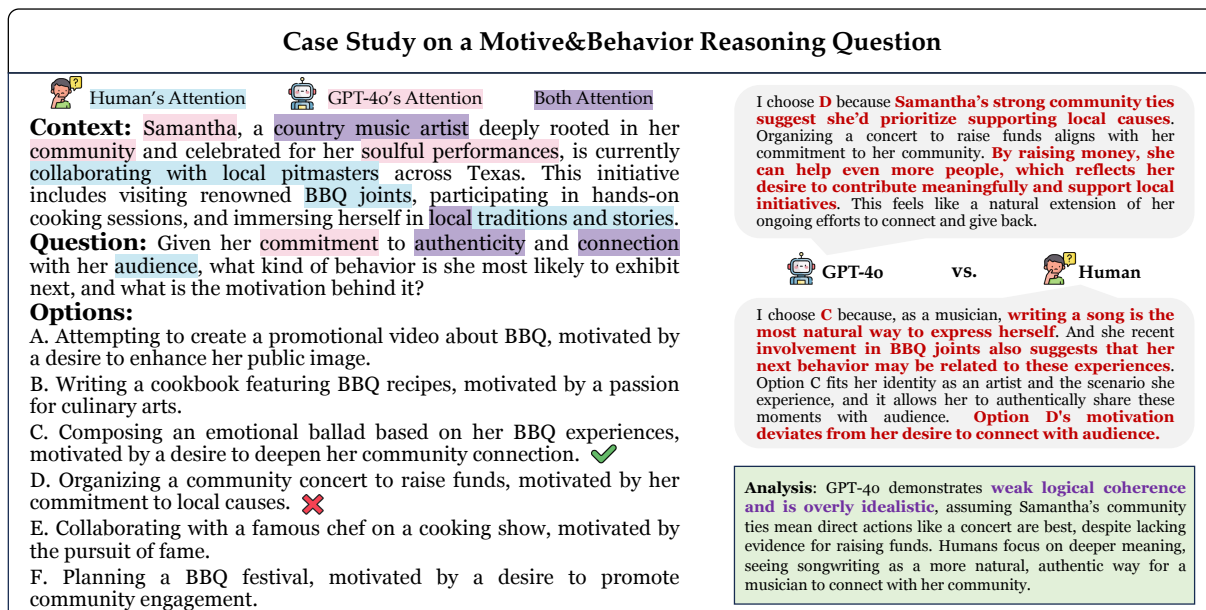 Case Study on a Motive&Behavior Reasoning Question
Human's Attention GPT-4o's Attention Both Attention
Context: Samantha, a country music artist deeply rooted in her
community and celebrated for her soulful performances, is currently
collaborating with local pitmasters across Texas. This initiative
includes visiting renowned BBQ joints, participating in hands-on
cooking sessions, and immersing herself in local traditions and stories.
Question: Given her commitment to authenticity and connection
with her audience, what kind of behavior is she most likely to exhibit
next, and what is the motivation behind it?
Options:
A. Attempting to create a promotional video about BBQ, motivated by
a desire to enhance her public image.
B. Writing a cookbook featuring BBQ recipes, motivated by a passion
for culinary arts.
C. Composing an emotional ballad based on her BBQ experiences,
motivated by a desire to deepen her community connection.
D. Organizing a community concert to raise funds, motivated by her
commitment to local causes.
E. Collaborating with a famous chef on a cooking show, motivated by
the pursuit of fame.
F. Planning a BBQ festival, motivated by a desire to promote
community engagement.
I choose D because Samantha's strong community ties
suggest she'd prioritize supporting local causes.
Organizing a concert to raise funds aligns with her
commitment to her community. By raising money, she
can help even more people, which reflects her
desire to contribute meaningfully and support local
initiatives. This feels like a natural extension of her
ongoing efforts to connect and give back.
GPT-4o vs. Human
I choose C because, as a musician, writing a song is the
most natural way to express herself. And she recent
involvement in BBQ joints also suggests that her
next behavior may be related to these experiences.
Option C fits her identity as an artist and the scenario she
experience, and it allows her to authentically share these
moments with audience. Option D's motivation
deviates from her desire to connect with audience.
Analysis: GPT-4o demonstrates weak logical coherence
and is overly idealistic, assuming Samantha's community
ties mean direct actions like a concert are best, despite lacking
evidence for raising funds. Humans focus on deeper meaning,
seeing songwriting as a more natural, authentic way for a
musician to connect with her community.